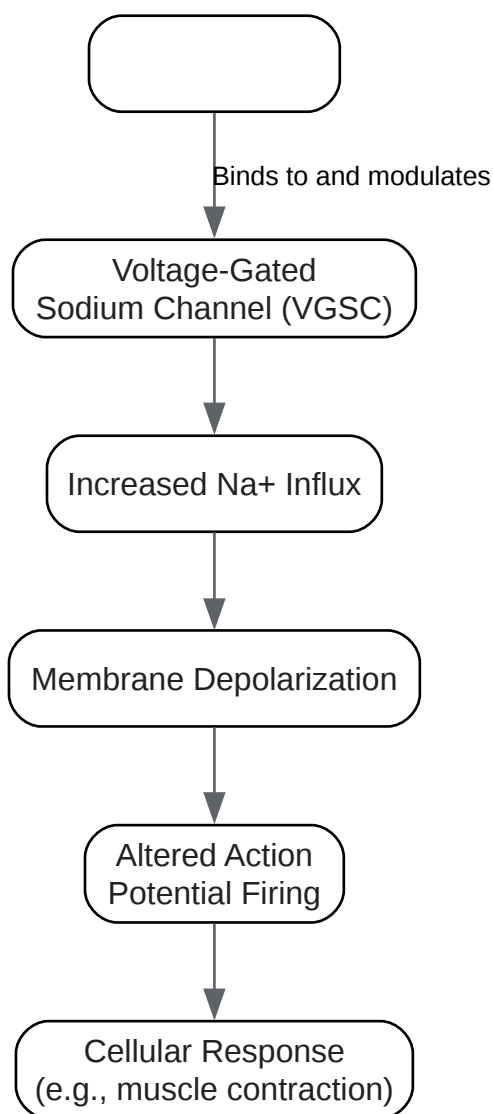 Binds to and modulates
Voltage-Gated
Sodium Channel (VGSC)
Increased Na+ Influx
Membrane Depolarization
Altered Action
Potential Firing
Cellular Response
(e.g., muscle contraction)